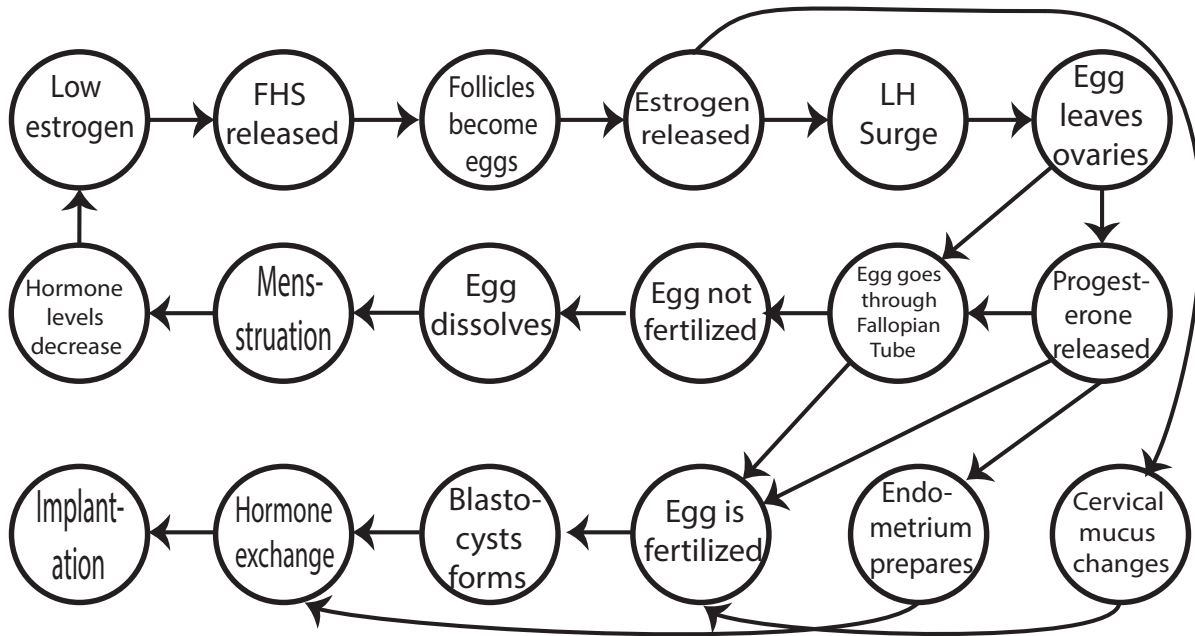 Low
estrogen
FHS
released
Follicles
become
eggs
Estrogen
released
LH
Surge
Egg
leaves
ovaries
Hormone
levels
decrease
Mens-
struation
Egg
dissolves
Egg not
fertilized
Egg goes
through
Fallopian
Tube
Progest-
erone
released
Implant-
ation
Hormone
exchange
Blasto-
cysts
forms
Egg is
fertilized
Endo-
metrium
prepares
Cervical
mucus
changes